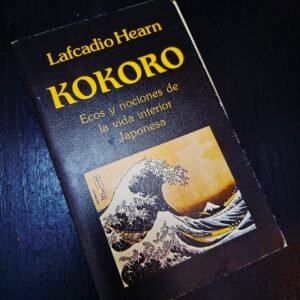 Lafcadio Hearn
KOKORO
Ecos y nociones de
la vida interior
Japonesa